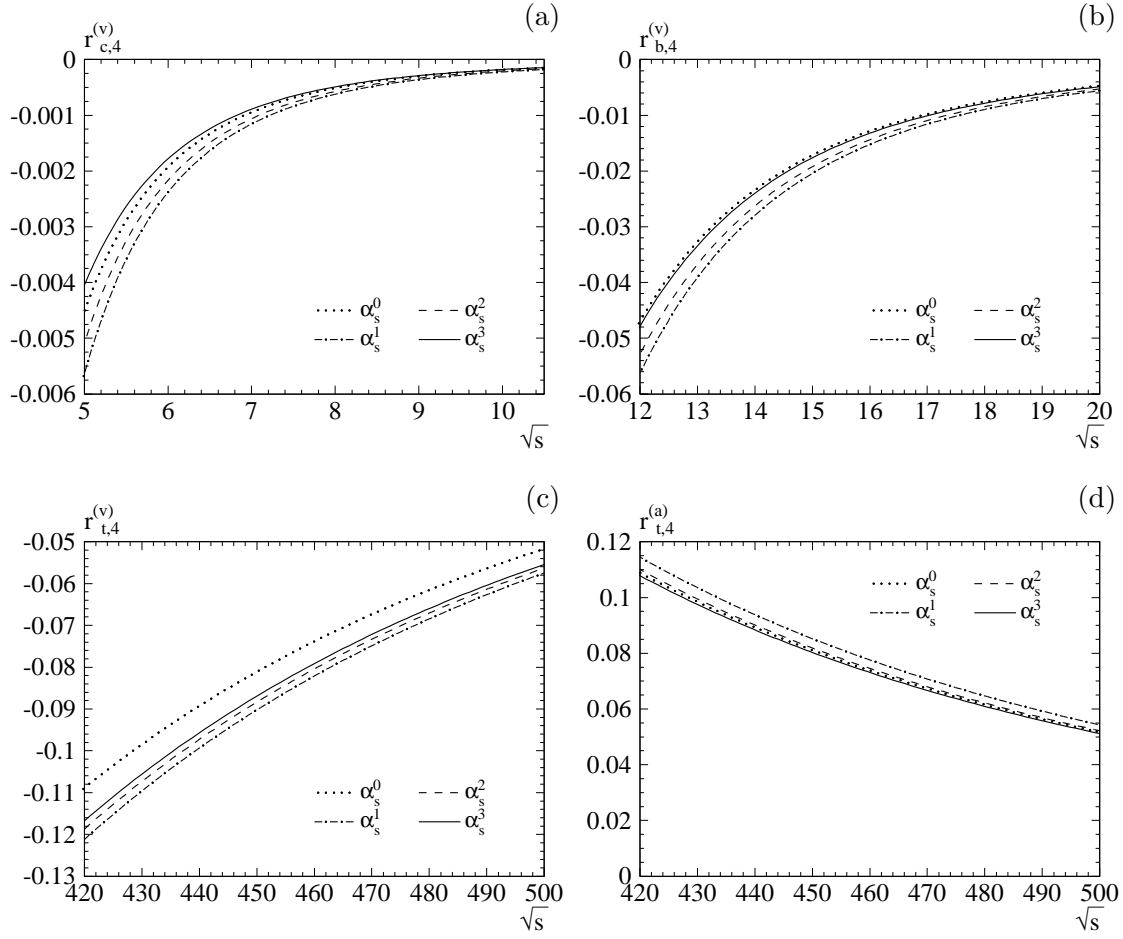 (a)
r_{c,4}^{(v)}
0
-0.001
-0.002
-0.003
-0.004
-0.005
-0.006
5 6 7 8 9 10
√s
α_s^0 α_s^2
α_s^1 α_s^3
(b)
r_{b,4}^{(v)}
0
-0.01
-0.02
-0.03
-0.04
-0.05
-0.06
12 13 14 15 16 17 18 19 20
√s
α_s^0 α_s^2
α_s^1 α_s^3
(c)
r_{t,4}^{(v)}
-0.05
-0.06
-0.07
-0.08
-0.09
-0.1
-0.11
-0.12
-0.13
420 430 440 450 460 470 480 490 500
√s
α_s^0 α_s^2
α_s^1 α_s^3
(d)
r_{t,4}^{(a)}
0.12
0.1
0.08
0.06
0.04
0.02
0
420 430 440 450 460 470 480 490 500
√s
α_s^0 α_s^2
α_s^1 α_s^3